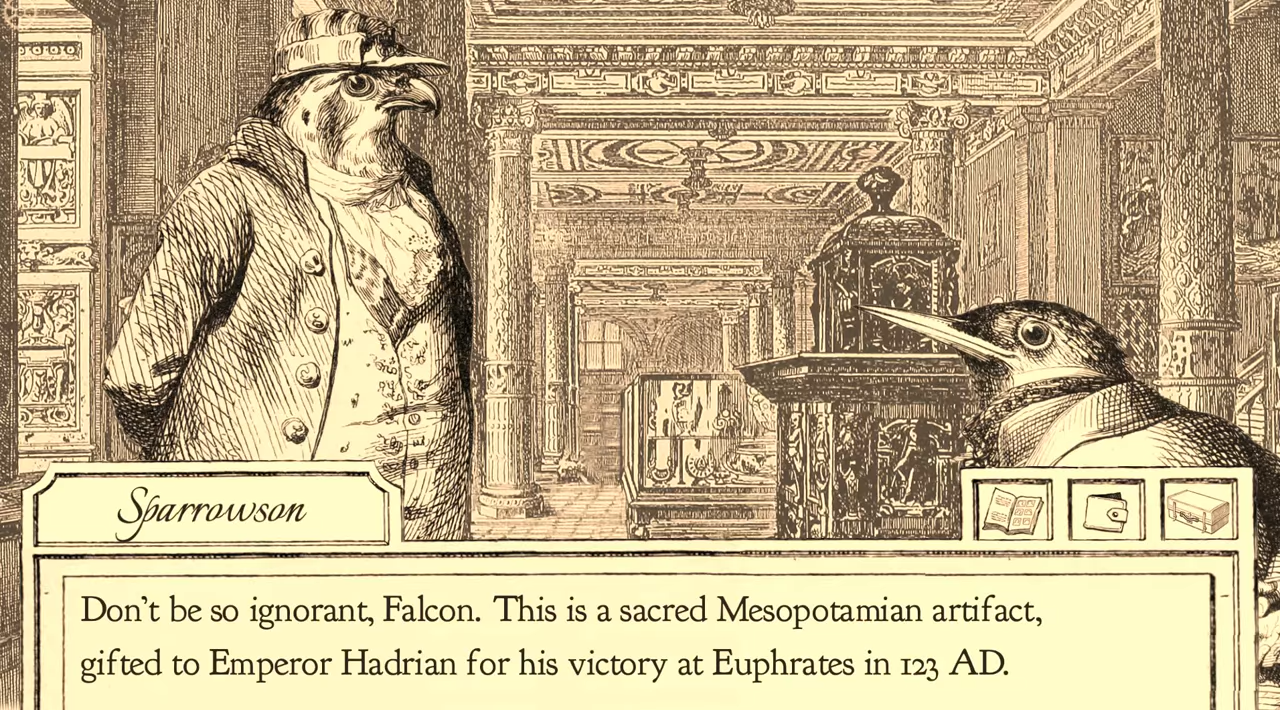 Sparrowson
Don't be so ignorant, Falcon. This is a sacred Mesopotamian artifact,
gifted to Emperor Hadrian for his victory at Euphrates in 123 AD.